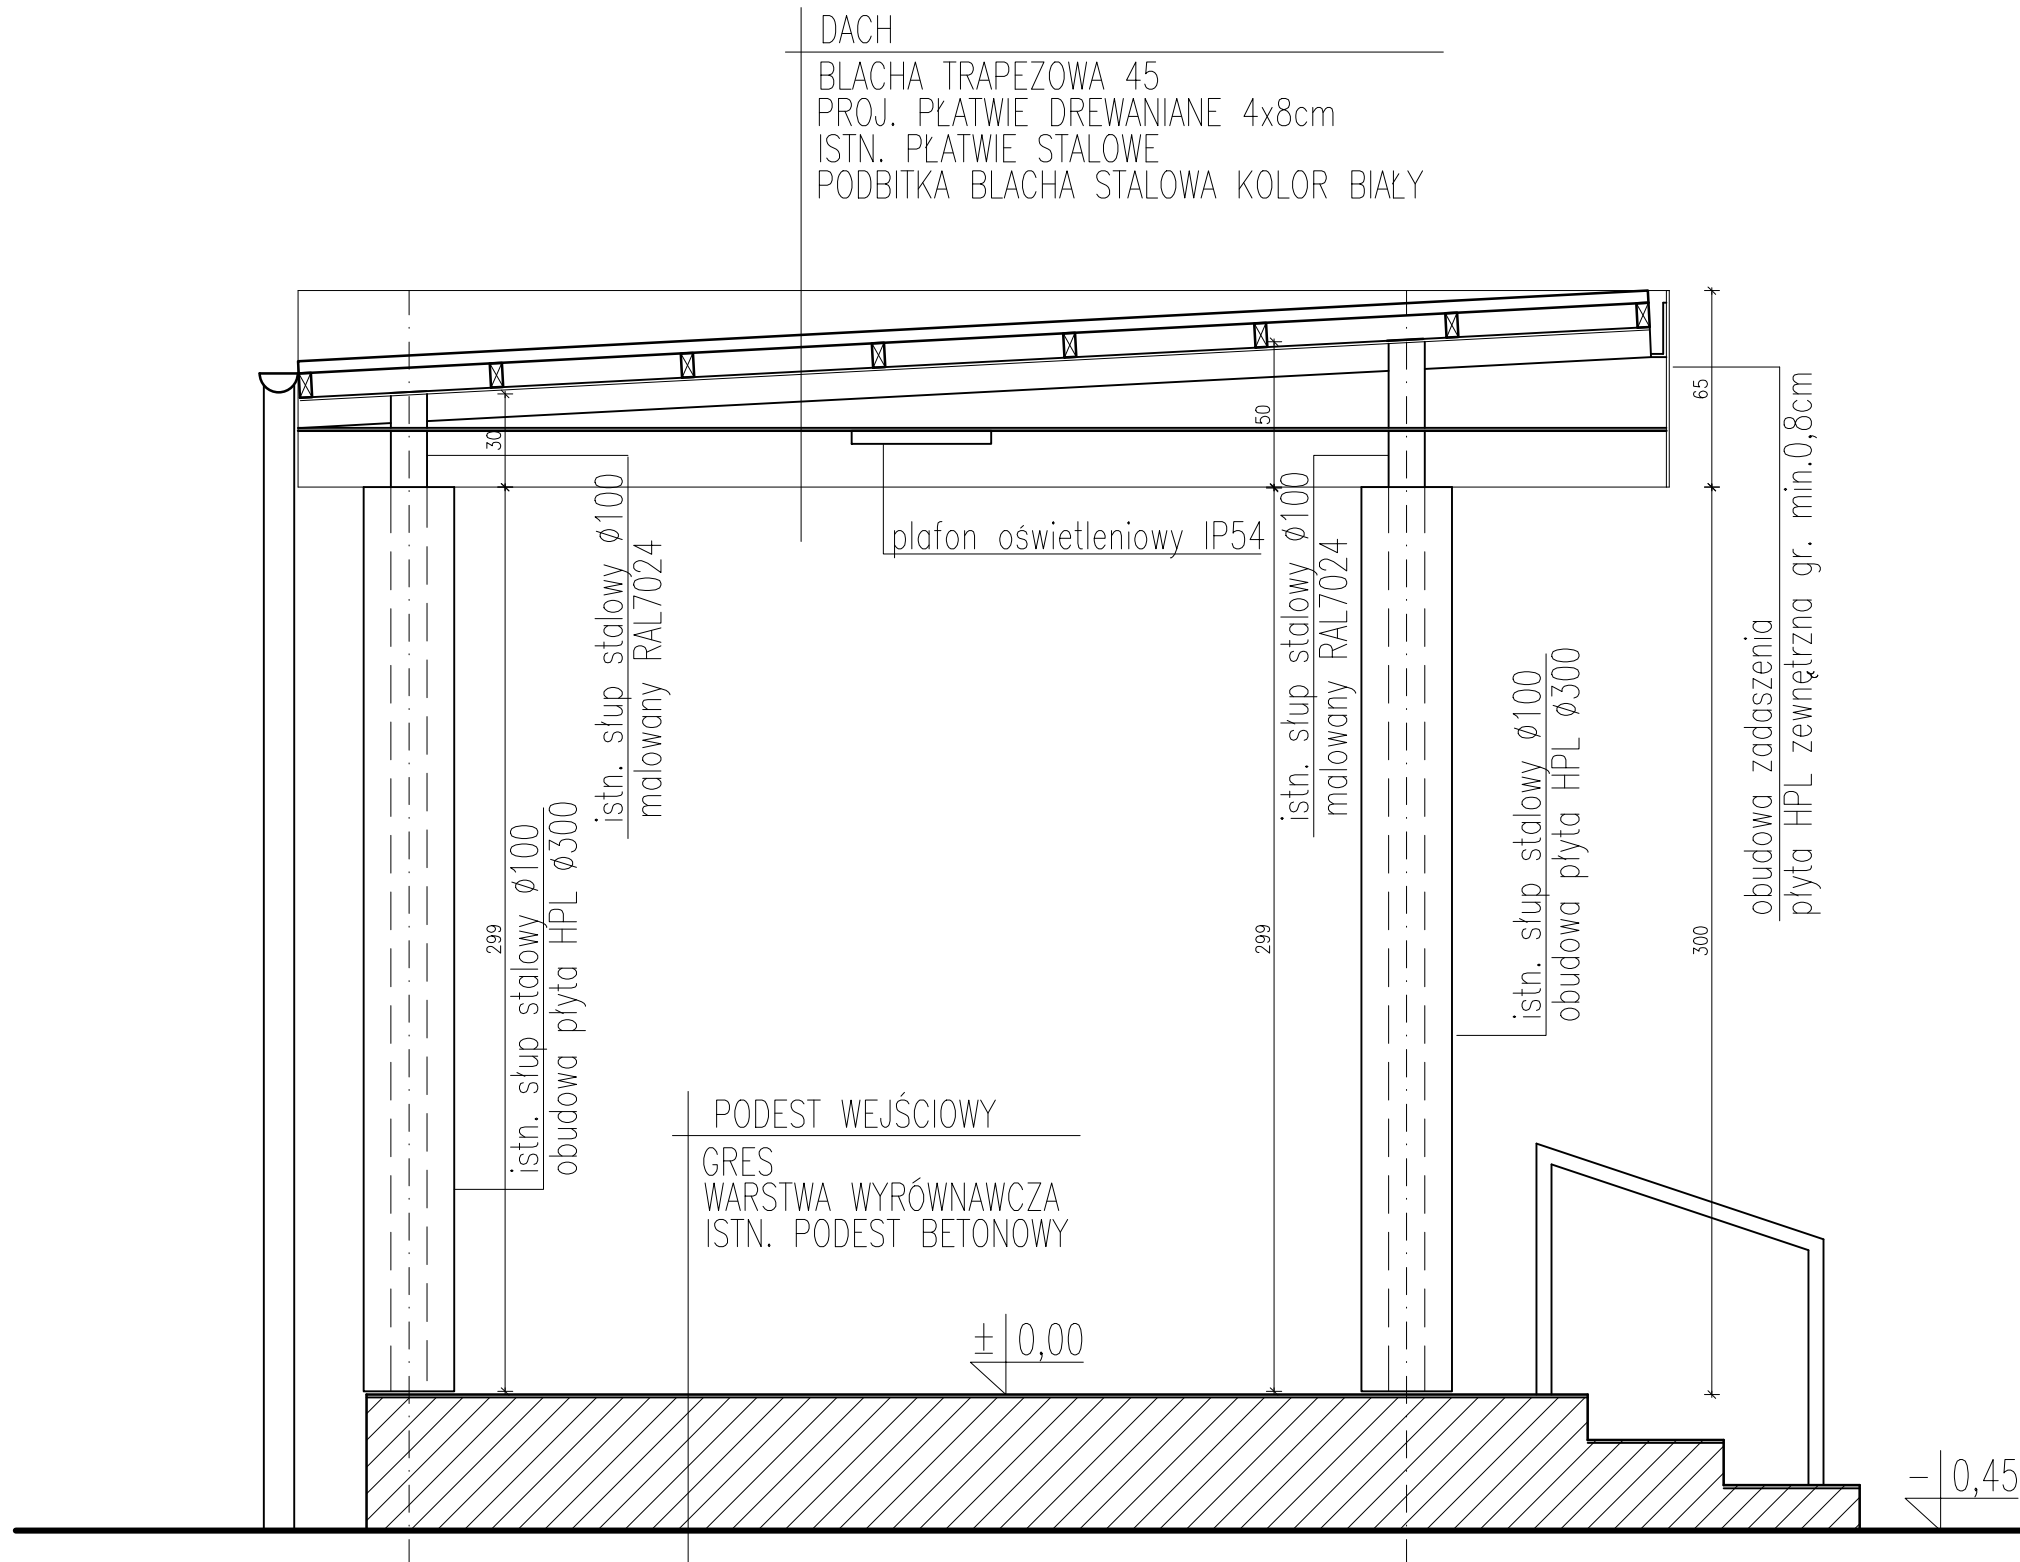 DACH
BLACHA TRAPEZOWA 45
PROJ. PŁATWIE DREWANIANE 4x8cm
ISTN. PŁATWIE STALOWE
PODBITKA BLACHA STALOWA KOLOR BIAŁY
30
50
65
plafon oświetleniowy IP54
istn. słup stalowy ø100
malowany RAL7024
istn. słup stalowy ø100
malowany RAL7024
obudowa zadaszenia
płyta HPL zewnętrzna gr. min.0,8cm
istn. słup stalowy ø100
obudowa płyta HPL ø300
istn. słup stalowy ø100
obudowa płyta HPL ø300
299
299
300
PODEST WEJŚCIOWY
GRES
WARSTWA WYRÓWNAWCZA
ISTN. PODEST BETONOWY
± 0,00
− 0,45